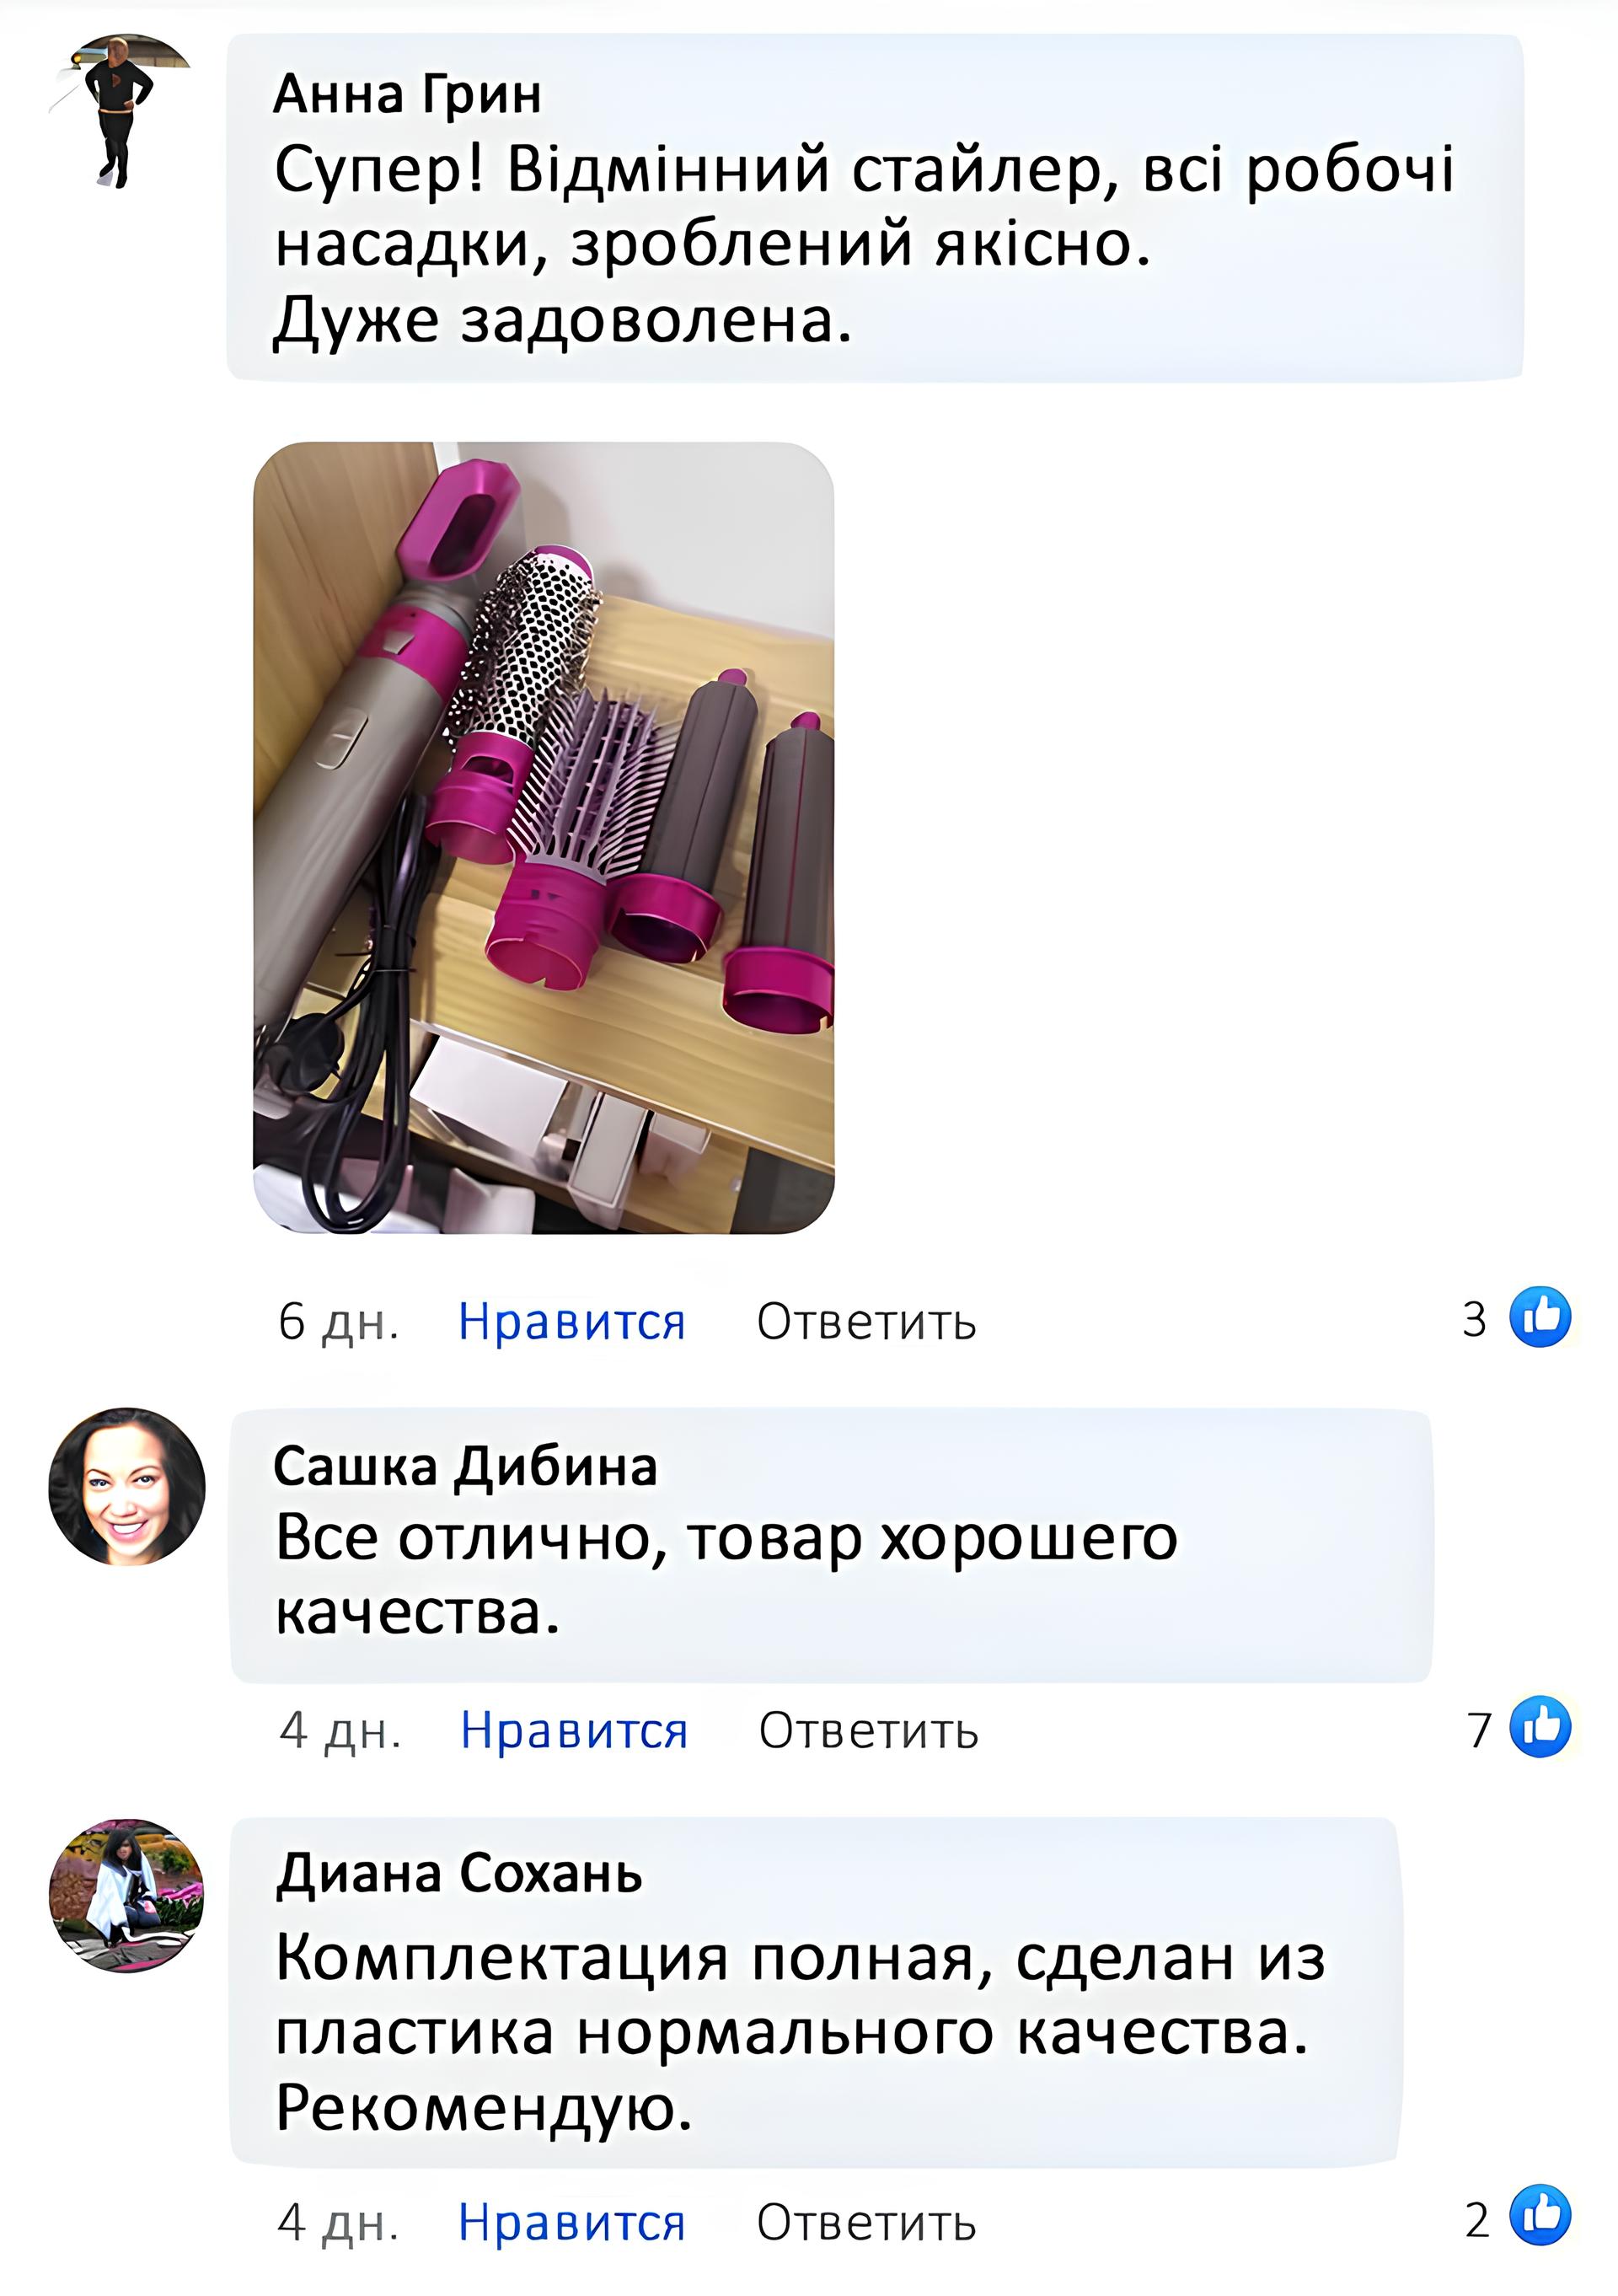 Анна Грин
Супер! Відмінний стайлер, всі робочі
насадки, зроблений якісно.
Дуже задоволена.
6 дн. Нравится Ответить 3
Сашка Дибина
Все отлично, товар хорошего
качества.
4 дн. Нравится Ответить 7
Диана Сохань
Комплектация полная, сделан из
пластика нормального качества.
Рекомендую.
4 дн. Нравится Ответить 2